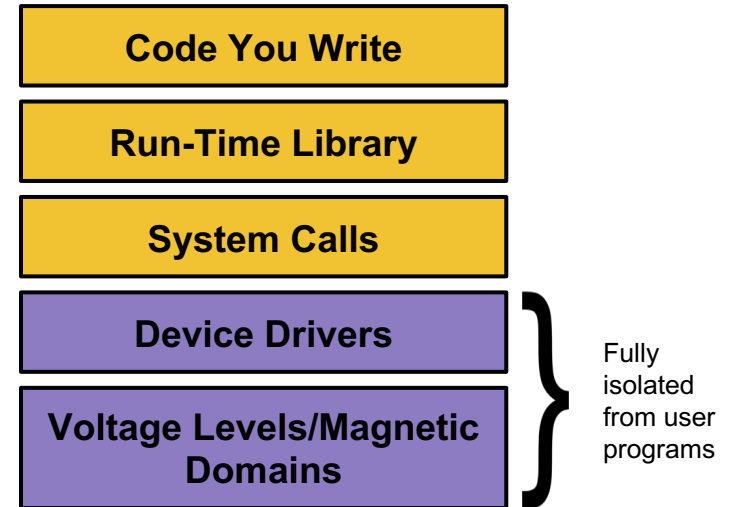 Code You Write
Run-Time Library
System Calls
Device Drivers
Voltage Levels/Magnetic
Domains
Fully
isolated
from user
programs